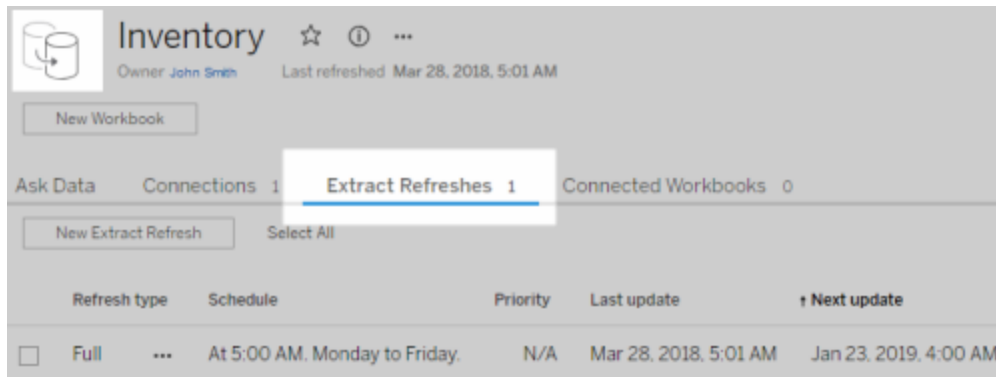 Inventory
Owner John Smith Last refreshed Mar 28, 2018, 5:01 AM
New Workbook
Ask Data Connections 1 Extract Refreshes 1 Connected Workbooks 0
New Extract Refresh Select All
Refresh type Schedule Priority Last update ↑ Next update
Full ••• At 5:00 AM, Monday to Friday. N/A Mar 28, 2018, 5:01 AM Jan 23, 2019, 4:00 AM